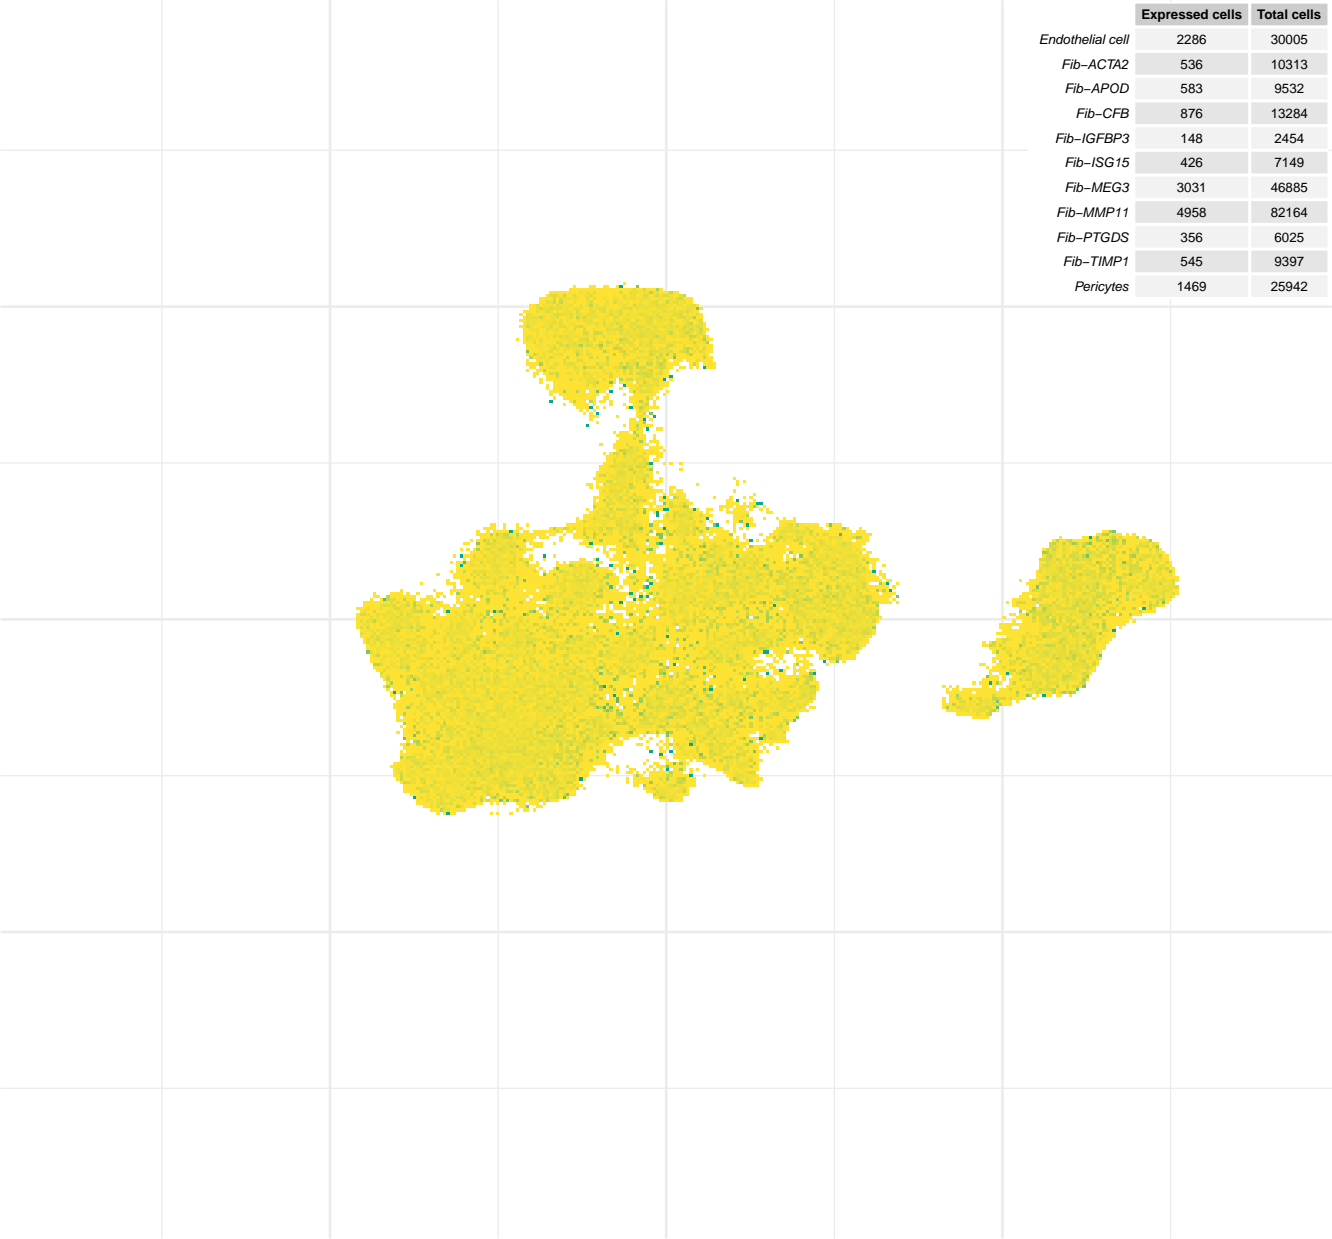 Expressed cells Total cells
Endothelial cell 2286 30005
Fib−ACTA2 536 10313
Fib−APOD 583 9532
Fib−CFB 876 13284
Fib−IGFBP3 148 2454
Fib−ISG15 426 7149
Fib−MEG3 3031 46885
Fib−MMP11 4958 82164
Fib−PTGDS 356 6025
Fib−TIMP1 545 9397
Pericytes 1469 25942